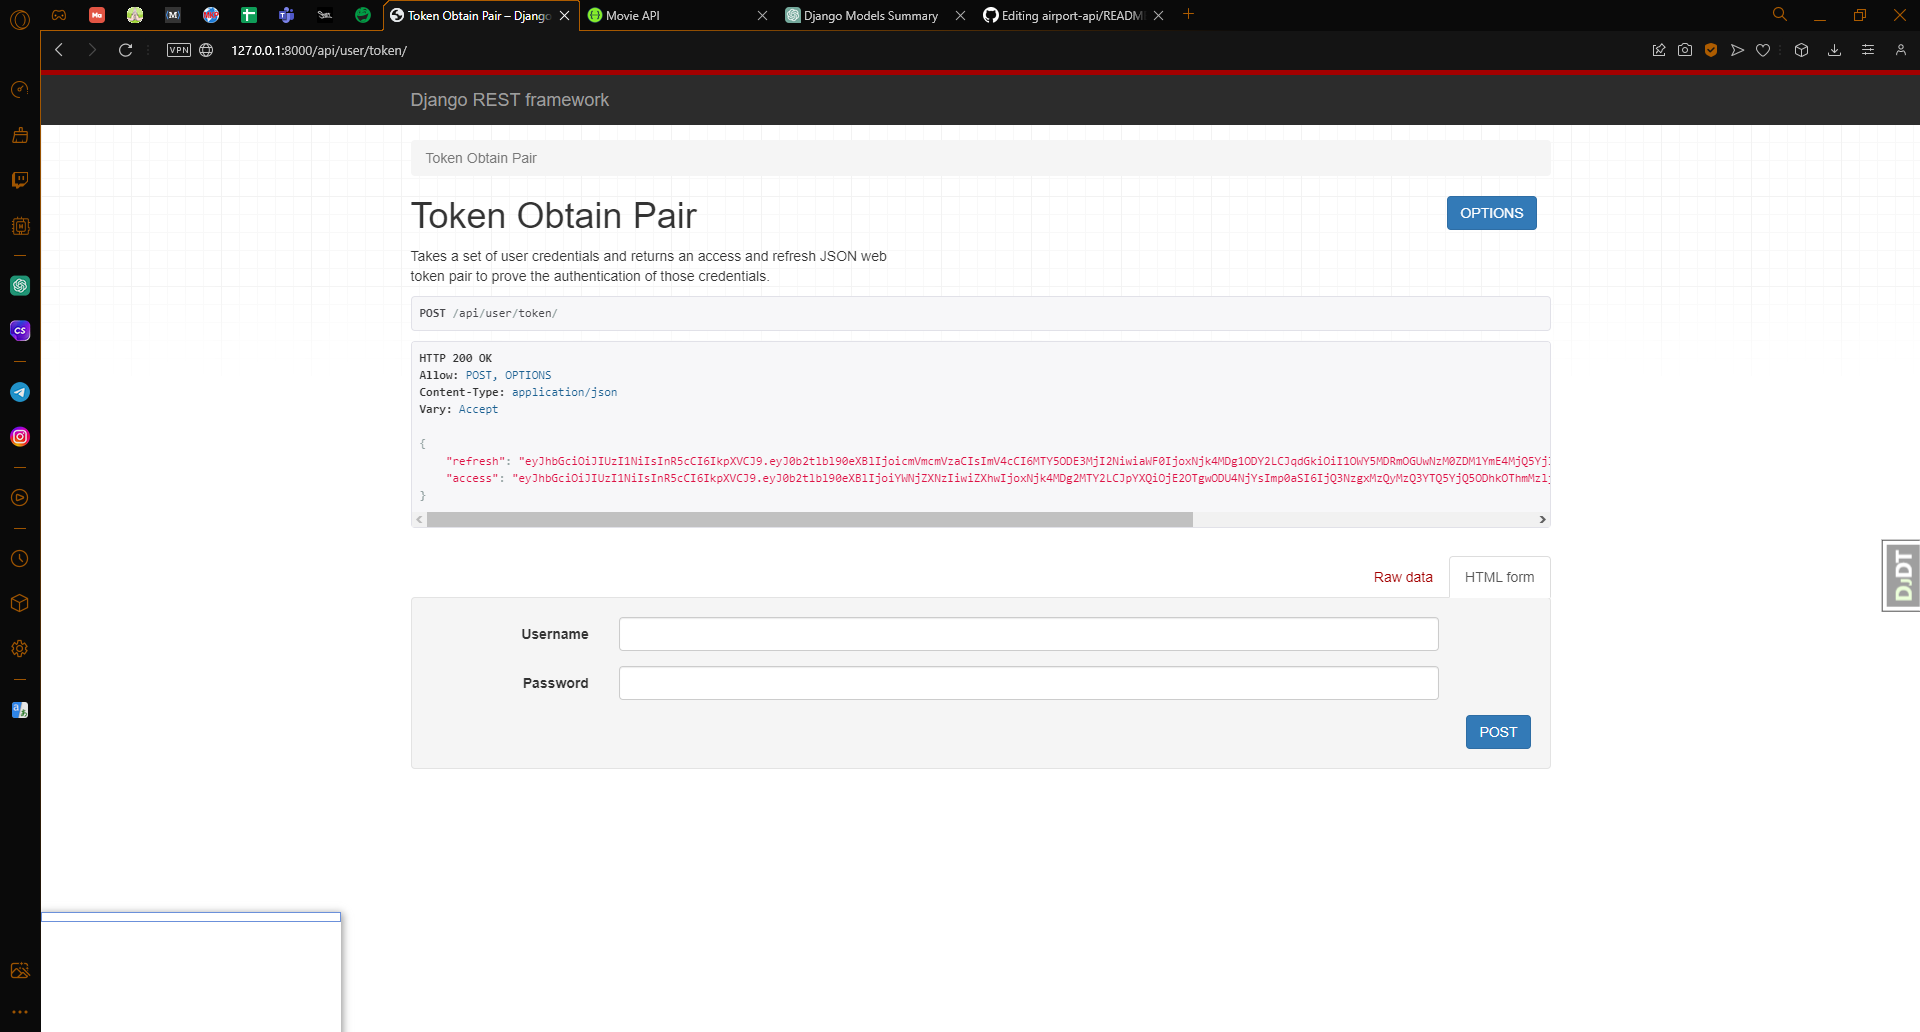 Token Obtain Pair – Django
Movie API
Django Models Summary
Editing airport-api/READM
VPN
127.0.0.1:8000/api/user/token/
Django REST framework
Token Obtain Pair
Token Obtain Pair
OPTIONS
Takes a set of user credentials and returns an access and refresh JSON web
token pair to prove the authentication of those credentials.
POST /api/user/token/
HTTP 200 OK
Allow: POST, OPTIONS
Content-Type: application/json
Vary: Accept
{
"refresh":
"access":
}
Raw data
HTML form
Username
Password
POST
DJDT